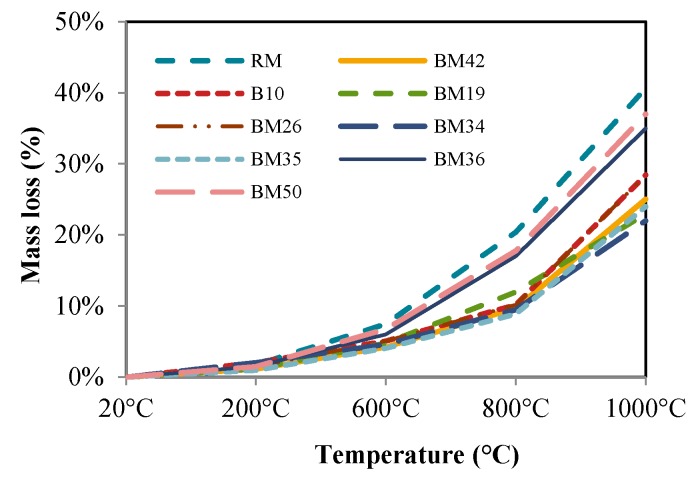 50%
40%
30%
20%
10%
0%
Mass loss (%)
RM
BM42
B10
BM19
BM26
BM34
BM35
BM36
BM50
20°C
200°C
600°C
800°C
1000°C
Temperature (°C)